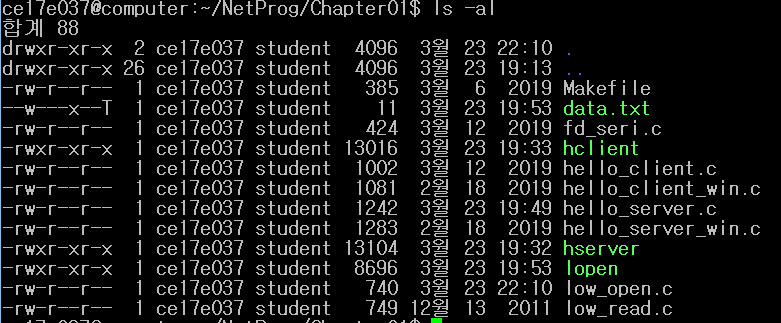 ce17e037@computer:~/NetProg/Chapter01$ ls -al
합계 88
drwxr-xr-x 2 ce17e037 student 4096 3월 23 22:10 .
drwxr-xr-x 26 ce17e037 student 4096 3월 23 19:13 ..
-rw-r--r-- 1 ce17e037 student 385 3월 6 2019 Makefile
--w---x--T 1 ce17e037 student 11 3월 23 19:53 data.txt
-rw-r--r-- 1 ce17e037 student 424 3월 12 2019 fd_seri.c
-rwxr-xr-x 1 ce17e037 student 13016 3월 23 19:33 hclient
-rw-r--r-- 1 ce17e037 student 1002 3월 12 2019 hello_client.c
-rw-r--r-- 1 ce17e037 student 1081 2월 18 2019 hello_client_win.c
-rw-r--r-- 1 ce17e037 student 1242 3월 23 19:49 hello_server.c
-rw-r--r-- 1 ce17e037 student 1283 2월 18 2019 hello_server_win.c
-rwxr-xr-x 1 ce17e037 student 13104 3월 23 19:32 hserver
-rwxr-xr-x 1 ce17e037 student 8696 3월 23 19:53 lopen
-rw-r--r-- 1 ce17e037 student 740 3월 23 22:10 low_open.c
-rw-r--r-- 1 ce17e037 student 749 12월 13 2011 low_read.c